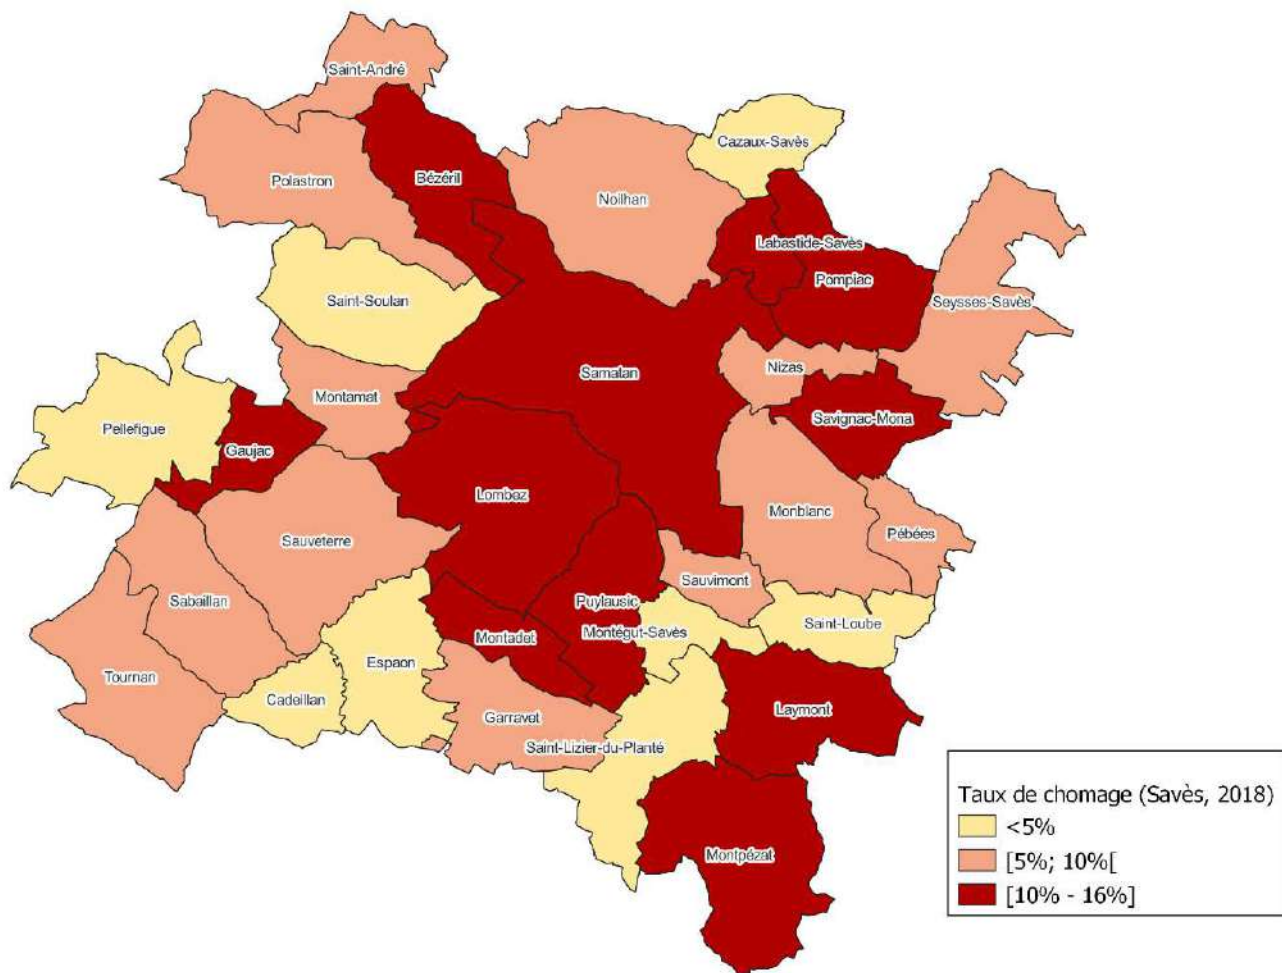 Saint-André
Cazaux-Savès
Polastron
Bézéril
Noilhan
Labastide-Savès
Pompiac
Saint-Soulan
Seysses-Savès
Samatan
Nizas
Montamat
Savignac-Mona
Pellefigue
Gaujac
Lombez
Monblanc
Pébées
Sauveterre
Sauvimont
Sabaillan
Puylausic
Saint-Loube
Montégut-Savès
Montadet
Espaon
Tournan
Cadeillan
Laymont
Garravet
Saint-Lizier-du-Planté
Montpézat
Taux de chomage (Savès, 2018)
<5%
[5%; 10%[
[10% - 16%]